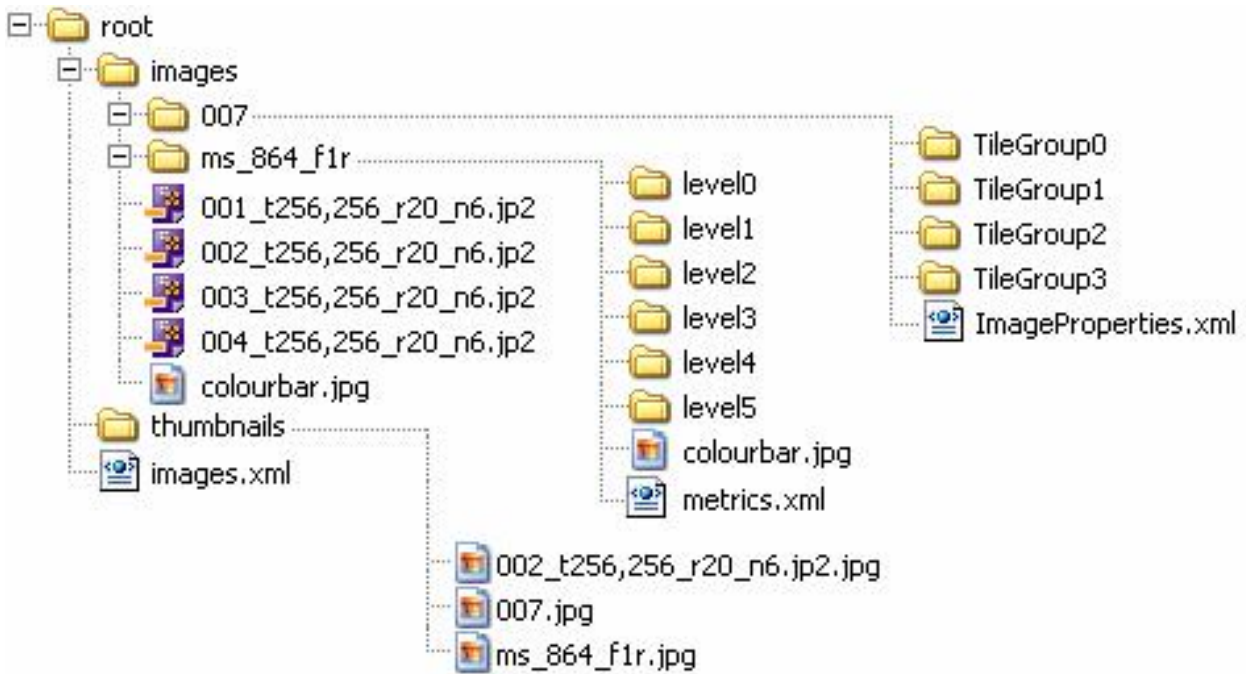 root
images
007
ms_864_f1r
001_t256,256_r20_n6.jp2
002_t256,256_r20_n6.jp2
003_t256,256_r20_n6.jp2
004_t256,256_r20_n6.jp2
colourbar.jpg
thumbnails
images.xml
level0
level1
level2
level3
level4
level5
colourbar.jpg
metrics.xml
TileGroup0
TileGroup1
TileGroup2
TileGroup3
ImageProperties.xml
002_t256,256_r20_n6.jp2.jpg
007.jpg
ms_864_f1r.jpg